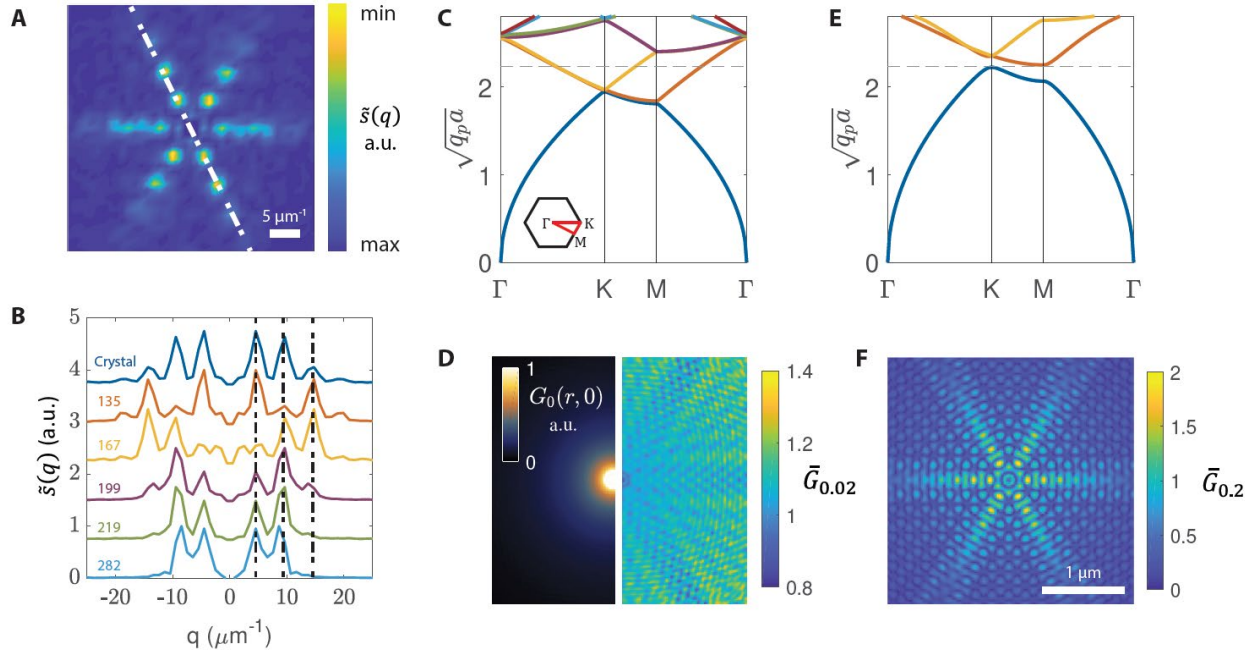 A
min
s̃(q)
a.u.
max
5 μm⁻¹
B
s̃(q) (a.u.)
5
4
3
2
1
0
Crystal
135
167
199
219
282
-20 -10 0 10 20
q (μm⁻¹)
C
√qₚa
2
1
0
Γ K M
Γ K M Γ
D
1
G₀(r, 0)
a.u.
0
1.4
1.2
1
0.8
Ḡ₀.₀₂
E
√qₚa
2
1
0
Γ K M Γ
F
1 μm
2
1.5
1
0.5
0
Ḡ₀.₂